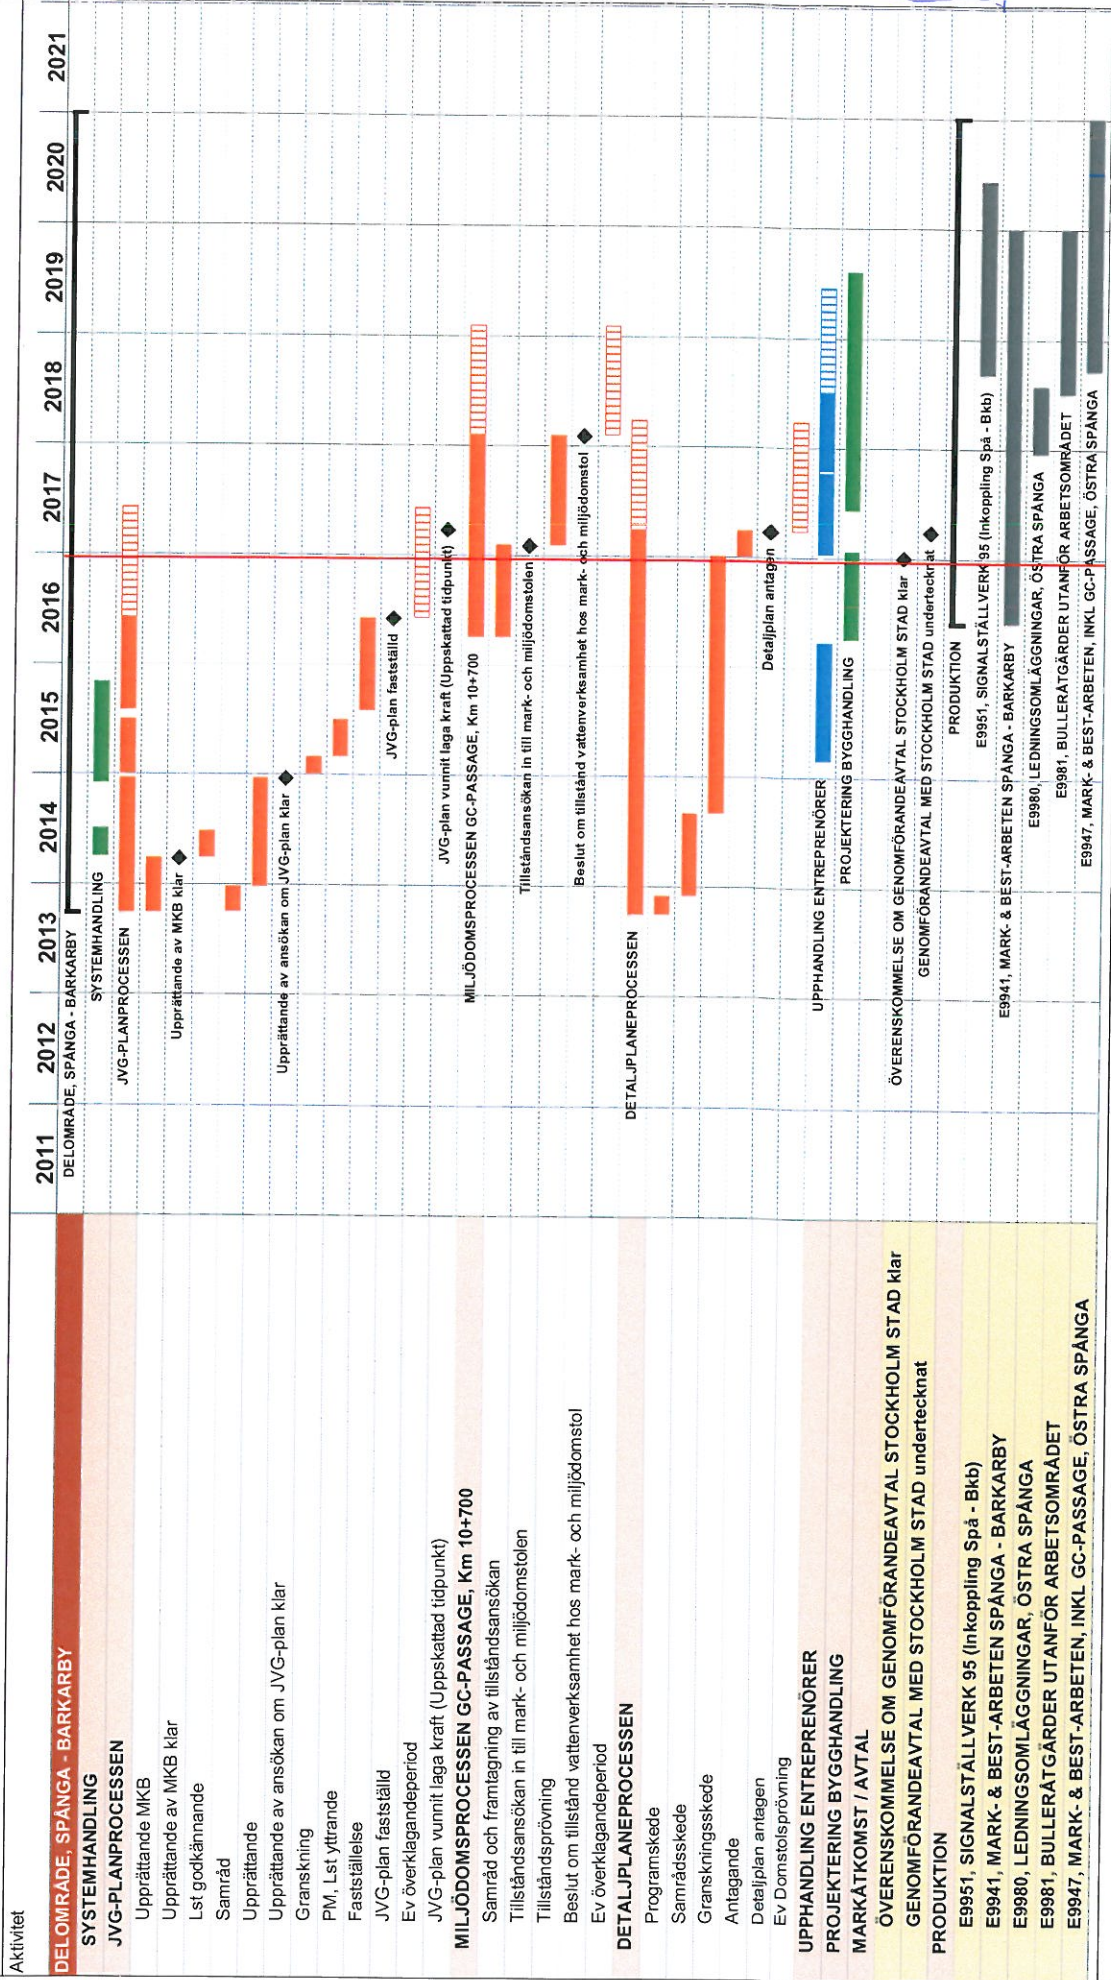 Aktivitet
2011 2012 2013 2014 2015 2016 2017 2018 2019 2020 2021
DELOMRÅDE, SPÅNGA - BARKARBY
SYSTEMHANDLING
JVG-PLANPROCESSEN
Upprättande MKB
Upprättande av MKB klar
Lst godkännande
Samråd
Upprättande
Upprättande av ansökan om JVG-plan klar
Granskning
PM, Lst yttrande
Fastställelse
JVG-plan fastställd
Ev överklagandeperiod
JVG-plan vunnit laga kraft (Uppskattad tidpunkt)
MILJÖDOMSPROCESSEN GC-PASSAGE, Km 10+700
Samråd och framtagning av tillståndsansökan
Tillståndsansökan in till mark- och miljödomstolen
Tillståndsprövning
Beslut om tillstånd vattenverksamhet hos mark- och miljödomstol
Ev överklagandeperiod
DETALJPLANEPROCESSEN
Programskede
Samrådsskede
Granskningsskede
Antagande
Detaljplan antagen
Ev Domstolsprövning
UPPHANDLING ENTREPRENÖRER
PROJEKTERING BYGGHANDLING
MARKÅTKOMST / AVTAL
ÖVERENSKOMMELSE OM GENOMFÖRANDEAVTAL STOCKHOLM STAD klar
GENOMFÖRANDEAVTAL MED STOCKHOLM STAD undertecknat
PRODUKTION
E9951, SIGNALSTÄLLVERK 95 (Inkoppling Spå - Bkb)
E9941, MARK- & BEST-ARBETEN SPÅNGA - BARKARBY
E9980, LEDNINGSOMLÄGGNINGAR, ÖSTRA SPÅNGA
E9981, BULLERÅTGÄRDER UTANFÖR ARBETSOMRÅDET
E9947, MARK- & BEST-ARBETEN, INKL GC-PASSAGE, ÖSTRA SPÅNGA
DELOMRÅDE, SPÅNGA - BARKARBY
SYSTEMHANDLING
JVG-PLANPROCESSEN
Upprättande av MKB klar
Upprättande av ansökan om JVG-plan klar
JVG-plan fastställd
JVG-plan vunnit laga kraft (Uppskattad tidpunkt)
MILJÖDOMSPROCESSEN GC-PASSAGE, Km 10+700
Tillståndsansökan in till mark- och miljödomstolen
Beslut om tillstånd vattenverksamhet hos mark- och miljödomstol
DETALJPLANEPROCESSEN
Detaljplan antagen
UPPHANDLING ENTREPRENÖRER
PROJEKTERING BYGGHANDLING
ÖVERENSKOMMELSE OM GENOMFÖRANDEAVTAL STOCKHOLM STAD klar
GENOMFÖRANDEAVTAL MED STOCKHOLM STAD, undertecknat
PRODUKTION
E9951, SIGNALSTÄLLVERK 95 (Inkoppling Spå - Bkb)
E9941, MARK- & BEST-ARBETEN SPÅNGA - BARKARBY
E9980, LEDNINGSOMLÄGGNINGAR, ÖSTRA SPÅNGA
E9981, BULLERÅTGÄRDER UTANFÖR ARBETSOMRÅDET
E9947, MARK- & BEST-ARBETEN, INKL GC-PASSAGE, ÖSTRA SPÅNGA